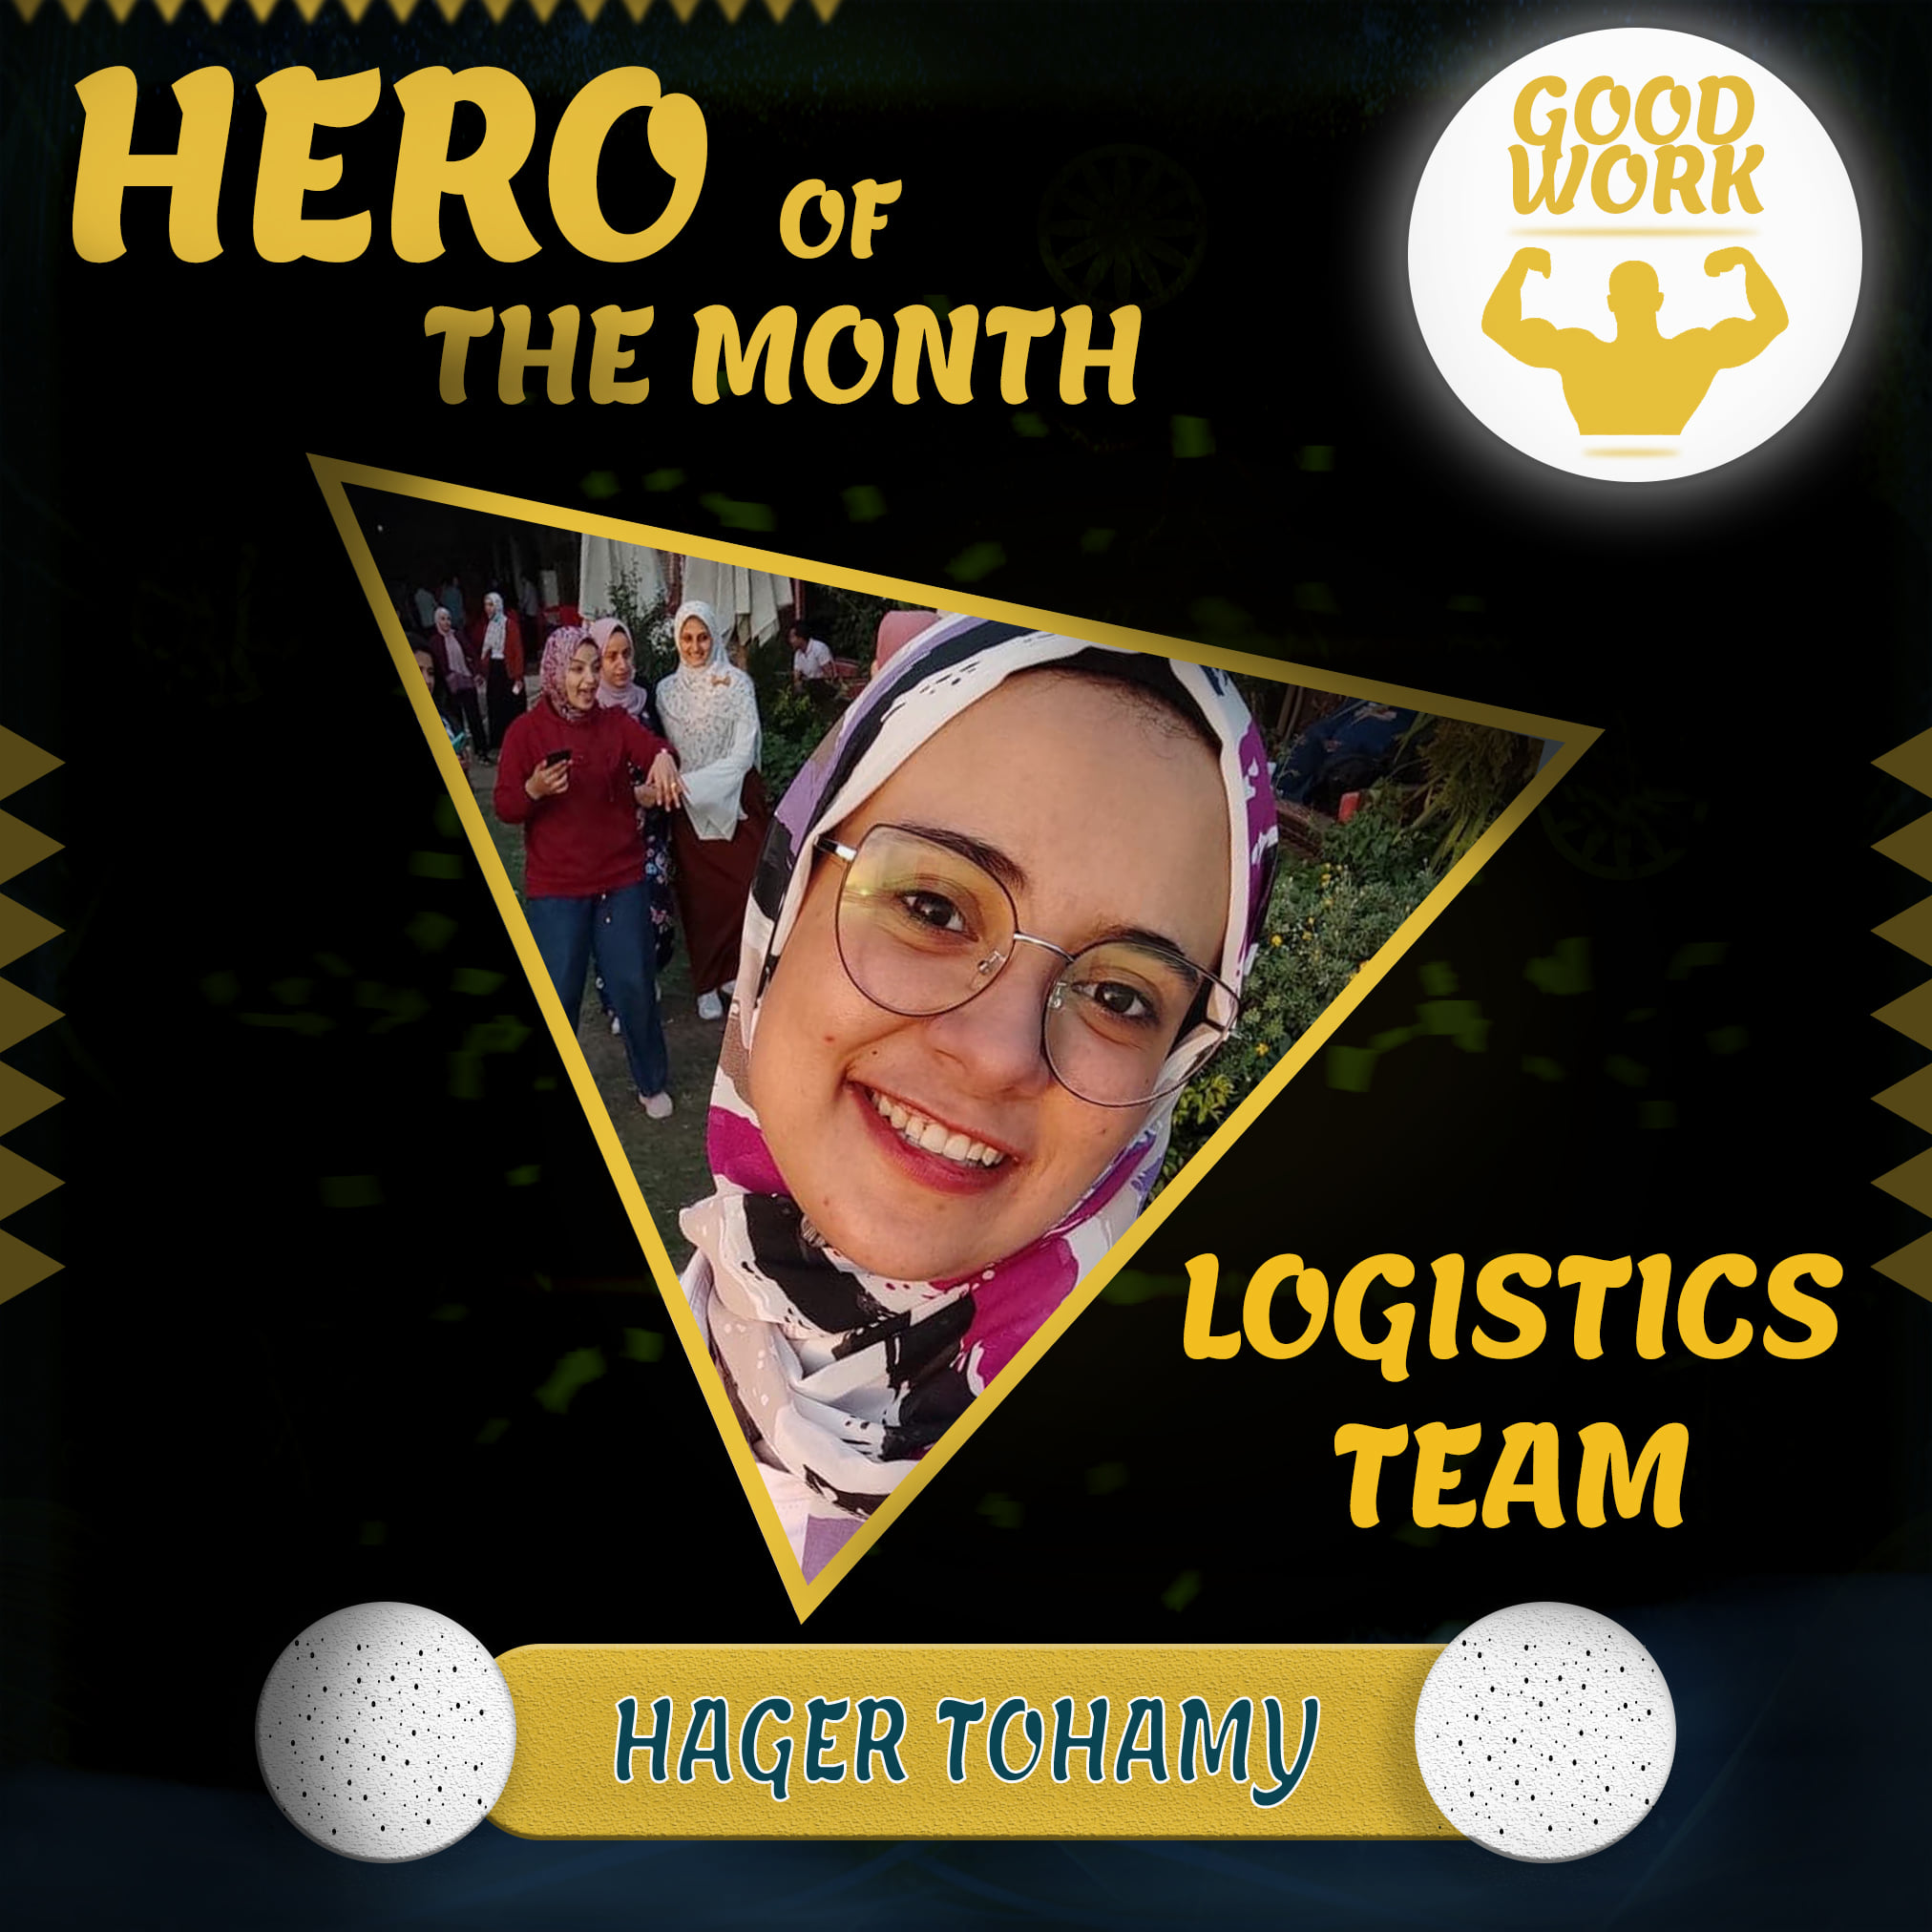 HERO OF
THE MONTH
GOOD
WORK
LOGISTICS
TEAM
HAGER TOHAMY